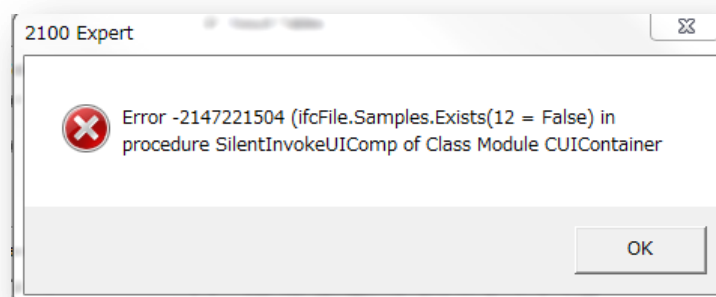 2100 Expert
Error -2147221504 (ifcFile.Samples.Exists(12 = False) in
procedure SilentInvokeUIComp of Class Module CUIContainer
OK